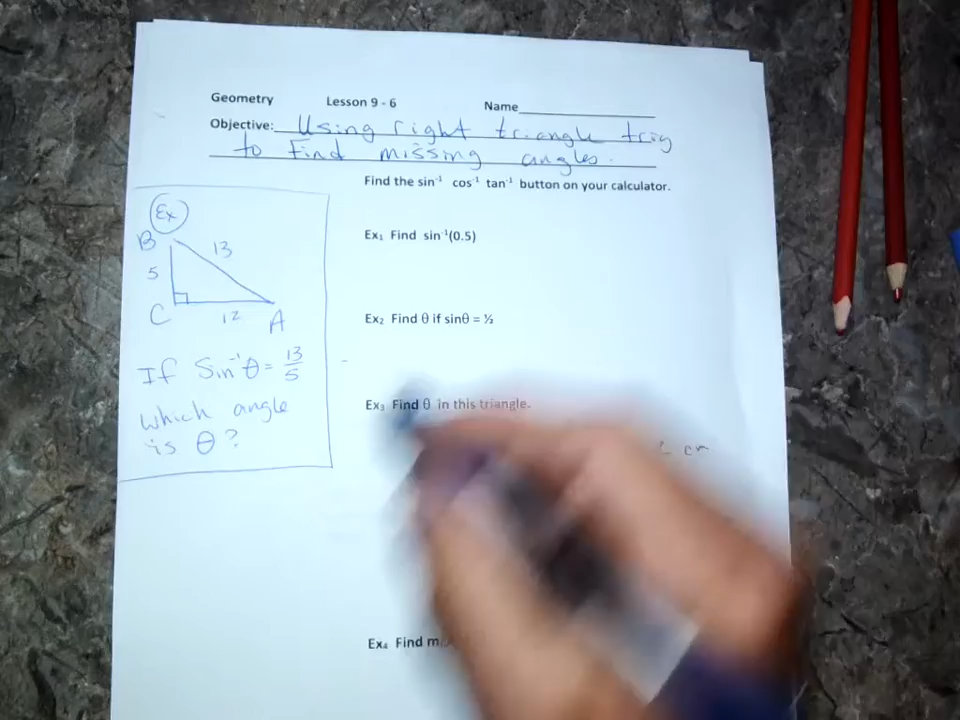 Geometry Lesson 9 - 6 Name
Objective: Using right triangle trig
to find missing angles.
Find the sin⁻¹ cos⁻¹ tan⁻¹ button on your calculator.
Ex
B 13
5
C 12 A
If Sin⁻¹ θ = 13/5
which angle
is θ ?
Ex₁ Find sin⁻¹(0.5)
Ex₂ Find θ if sinθ = ½
Ex₃ Find θ in this triangle.
cm
Ex₄ Find